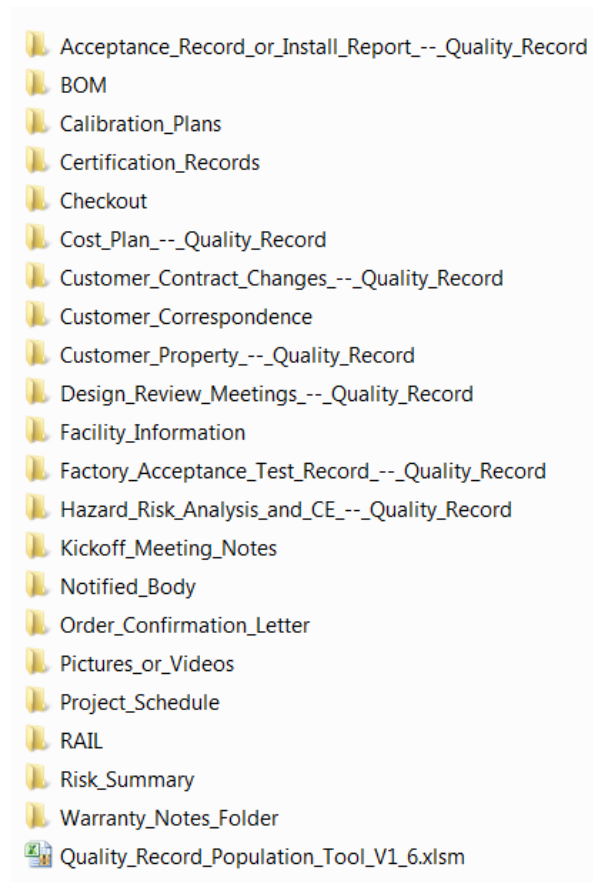 Acceptance_Record_or_Install_Report_--_Quality_Record
BOM
Calibration_Plans
Certification_Records
Checkout
Cost_Plan_--_Quality_Record
Customer_Contract_Changes_--_Quality_Record
Customer_Correspondence
Customer_Property_--_Quality_Record
Design_Review_Meetings_--_Quality_Record
Facility_Information
Factory_Acceptance_Test_Record_--_Quality_Record
Hazard_Risk_Analysis_and_CE_--_Quality_Record
Kickoff_Meeting_Notes
Notified_Body
Order_Confirmation_Letter
Pictures_or_Videos
Project_Schedule
RAIL
Risk_Summary
Warranty_Notes_Folder
Quality_Record_Population_Tool_V1_6.xlsm